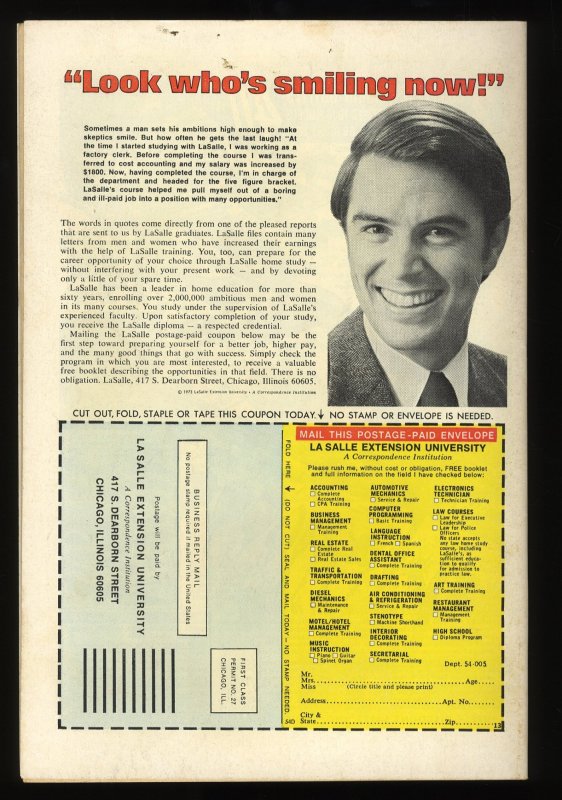 “Look who’s smiling now!”
Sometimes a man sets his ambitions high enough to make
skeptics smile. But how often he gets the last laugh! “At
the time I started studying with LaSalle, I was working as a
factory clerk. Before completing the course I was trans-
ferred to cost accounting and my salary was increased by
$1800. Now, having completed the course, I’m in charge of
the department and headed for the five figure bracket.
LaSalle’s course helped me pull myself out of a boring
and ill-paid job into a position with many opportunities.”
The words in quotes come directly from one of the pleased reports
that are sent to us by LaSalle graduates. LaSalle files contain many
letters from men and women who have increased their earnings
with the help of LaSalle training. You, too, can prepare for the
career opportunity of your choice through LaSalle home study —
without interfering with your present work — and by devoting
only a little of your spare time.
LaSalle has been a leader in home education for more than
sixty years, enrolling over 2,000,000 ambitious men and women
in its many courses. You study under the supervision of LaSalle’s
experienced faculty. Upon satisfactory completion of your study,
you receive the LaSalle diploma — a respected credential.
Mailing the LaSalle postage-paid coupon below may be the
first step toward preparing yourself for a better job, higher pay,
and the many good things that go with success. Simply check the
program in which you are most interested, to receive a valuable
free booklet describing the opportunities in that field. There is no
obligation. LaSalle, 417 S. Dearborn Street, Chicago, Illinois 60605.
© 1973 LaSalle Extension University • A Correspondence Institution
CUT OUT, FOLD, STAPLE OR TAPE THIS COUPON TODAY. NO STAMP OR ENVELOPE IS NEEDED.
FIRST CLASS
PERMIT NO. 27
CHICAGO, ILL.
BUSINESS REPLY MAIL
No postage stamp required if mailed in the United States
Postage will be paid by
LA SALLE EXTENSION UNIVERSITY
A Correspondence Institution
417 S. DEARBORN STREET
CHICAGO, ILLINOIS 60605
FOLD HERE (DO NOT CUT) SEAL AND MAIL TODAY—NO STAMP NEEDED.
S4D
MAIL THIS POSTAGE-PAID ENVELOPE
LA SALLE EXTENSION UNIVERSITY
A Correspondence Institution
Please rush me, without cost or obligation, FREE booklet
and full information on the field I have checked below:
ACCOUNTING
Complete
Accounting
CPA Training
BUSINESS
MANAGEMENT
Management
Training
REAL ESTATE
Complete Real
Estate
Real Estate Sales
TRAFFIC &
TRANSPORTATION
Complete Training
DIESEL
MECHANICS
Maintenance
& Repair
MOTEL/HOTEL
MANAGEMENT
Complete Training
MUSIC
INSTRUCTION
Piano Guitar
Spinet Organ
AUTOMOTIVE
MECHANICS
Service & Repair
COMPUTER
PROGRAMMING
Basic Training
LANGUAGE
INSTRUCTION
French Spanish
DENTAL OFFICE
ASSISTANT
Complete Training
DRAFTING
Complete Training
AIR CONDITIONING
& REFRIGERATION
Service & Repair
STENOTYPE
Machine Shorthand
INTERIOR
DECORATING
Complete Training
SECRETARIAL
Complete Training
ELECTRONICS
TECHNICIAN
Technician Training
LAW COURSES
Law for Executive
Leadership
Law for Police
Officers
No state accepts
any law home study
course, including
LaSalle’s, as
sufficient educa-
tion to qualify
for admission to
practice law.
ART TRAINING
Complete Training
RESTAURANT
MANAGEMENT
Management
Training
HIGH SCHOOL
Diploma Program
Dept. S4-005
Mr.
Mrs. Age
Miss (Circle title and please print)
Address Apt. No.
City &
State Zip
13